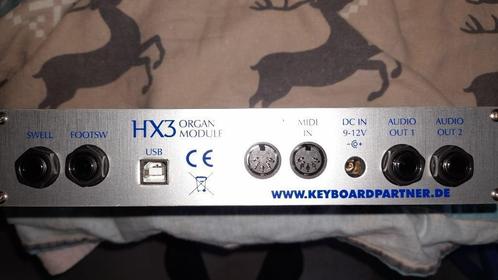 SWELL
FOOTSW
HX3 ORGAN
MODULE
USB
CE
MIDI
IN
DC IN
9-12V
AUDIO
OUT 1
AUDIO
OUT 2
WWW.KEYBOARDPARTNER.DE